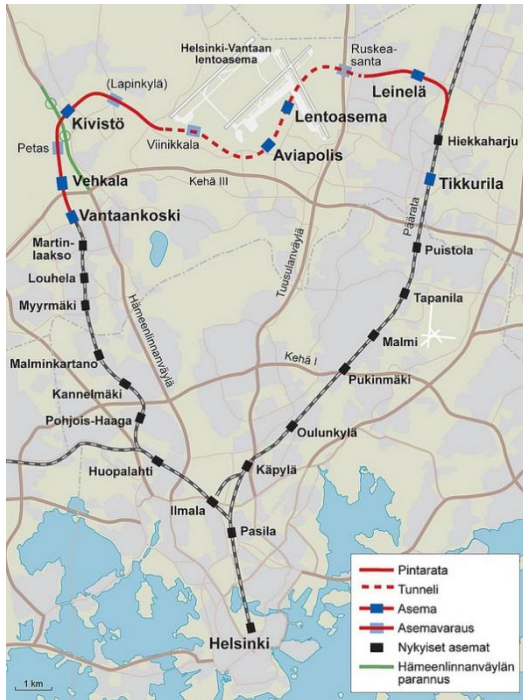 Helsinki-Vantaan
lentoasema
Ruskea-
santa
(Lapinkylä)
Leinelä
Kivistö
Lentoasema
Hiekkaharju
Petas
Viinikkala
Aviapolis
Vehkala
Kehä III
Tikkurila
Vantaankoski
Päärata
Martin-
laakso
Puistola
Louhela
Tuusulanväylä
Myyrmäki
Hämeenlinnanväylä
Tapanila
Malmi
Malminkartano
Kehä I
Pukinmäki
Kannelmäki
Pohjois-Haaga
Oulunkylä
Huopalahti
Käpylä
Ilmala
Pasila
Helsinki
Pintarata
Tunneli
Asema
Asemavaraus
Nykyiset asemat
Hämeenlinnanväylän
parannus
1 km